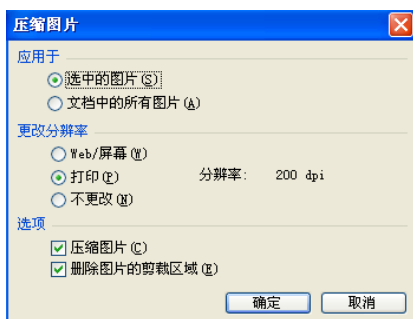 压缩图片
应用于
选中的图片(S)
文档中的所有图片(A)
更改分辨率
Web/屏幕(W)
打印(P) 分辨率: 200 dpi
不更改(N)
选项
压缩图片(C)
删除图片的剪裁区域(E)
确定 取消